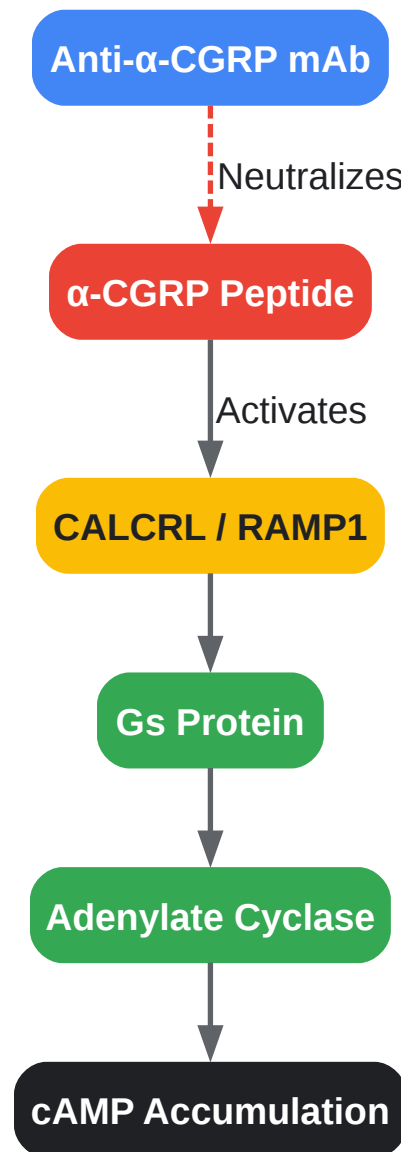 Anti-α-CGRP mAb
Neutralizes
α-CGRP Peptide
Activates
CALCRL / RAMP1
Gs Protein
Adenylate Cyclase
cAMP Accumulation